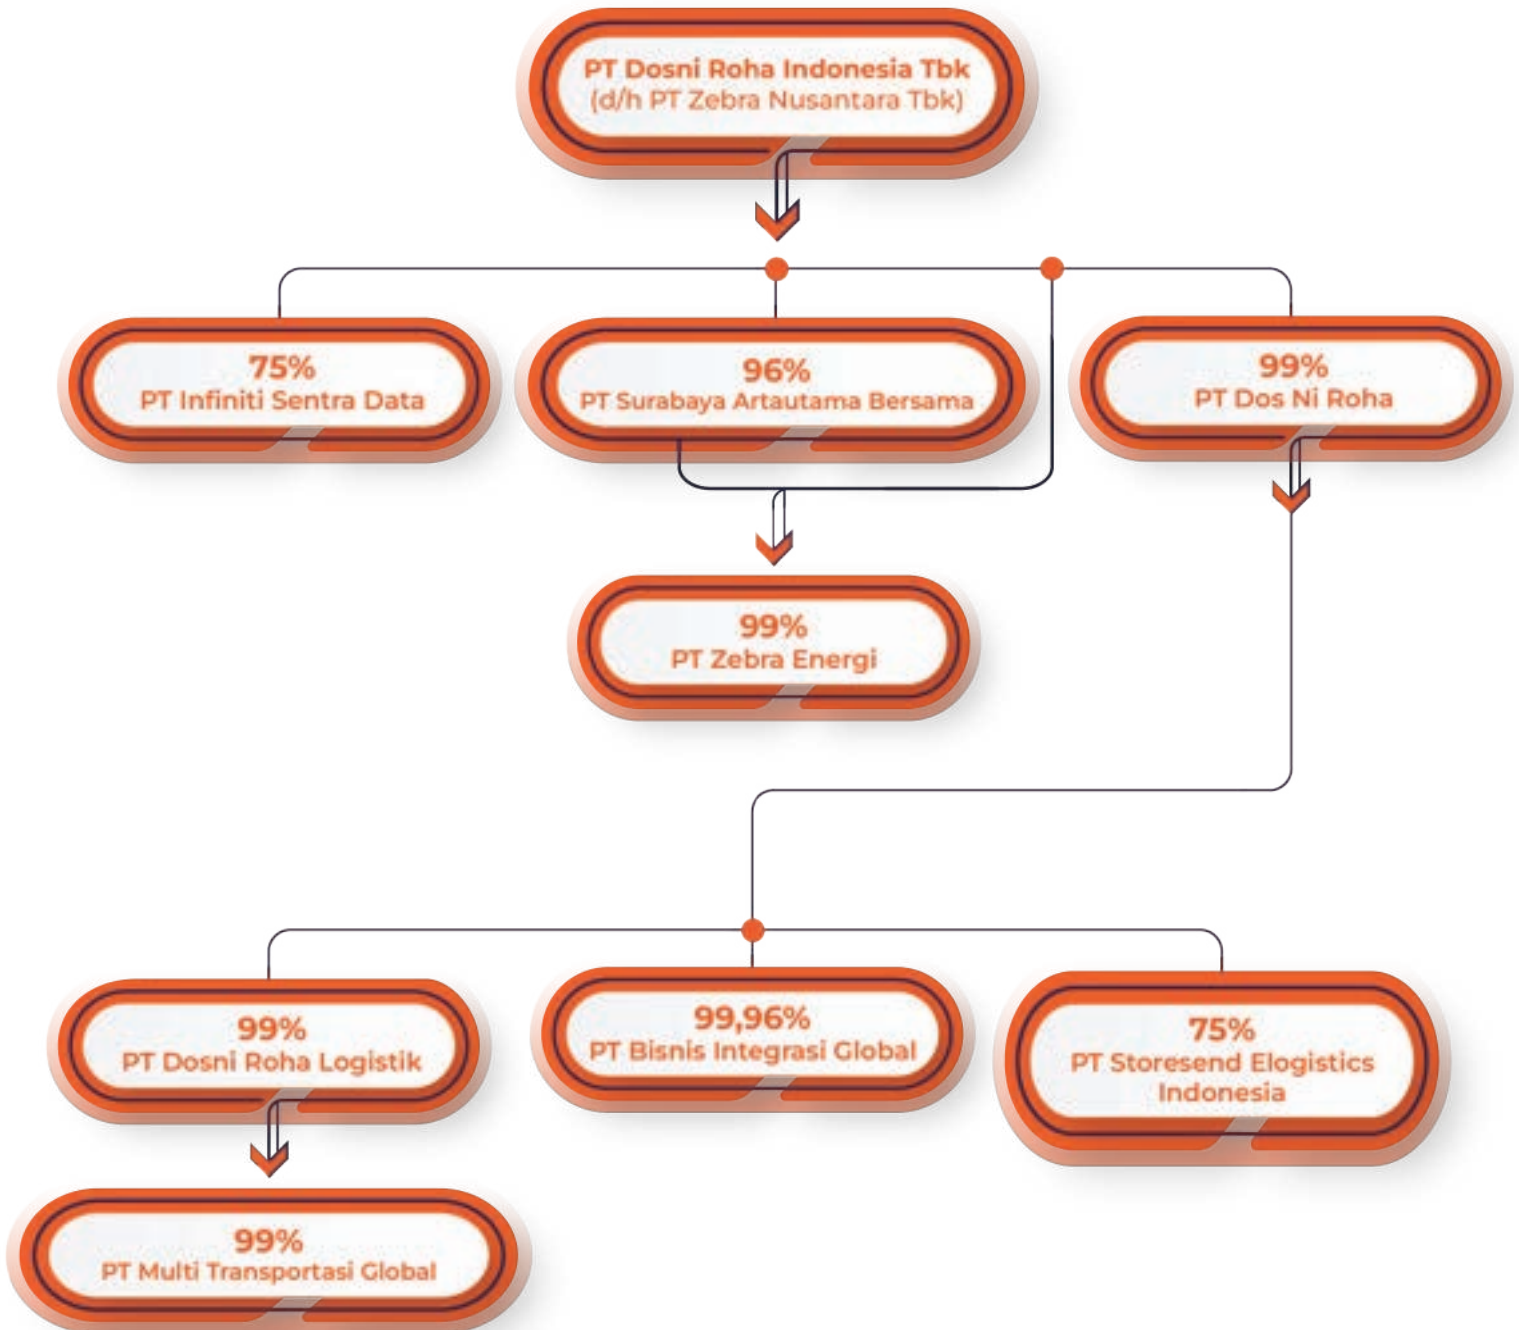 PT Dosni Roha Indonesia Tbk
(d/h PT Zebra Nusantara Tbk)
75%
PT Infiniti Sentra Data
96%
PT Surabaya Artautama Bersama
99%
PT Dos Ni Roha
99%
PT Zebra Energi
99%
PT Dosni Roha Logistik
99,96%
PT Bisnis Integrasi Global
75%
PT Storesend Elogistics
Indonesia
99%
PT Multi Transportasi Global